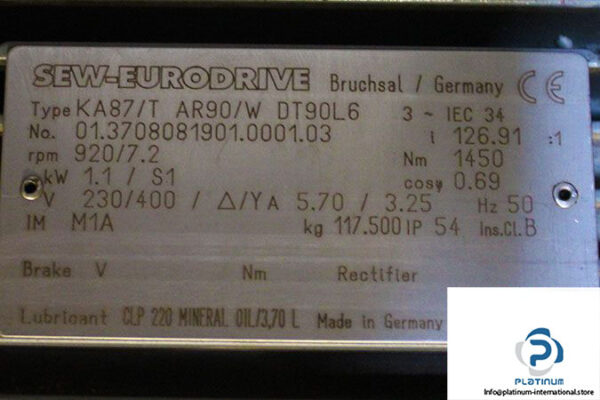 SEW-EURODRIVE Bruchsal / Germany CE
Type KA87/T AR90/W DT90L6 3 ~ IEC 34
No. 01.3708081901.0001.03 i 126.91 :1
rpm 920/7.2 Nm 1450
kW 1.1 / S1 cosφ 0.69
V 230/400 / Δ/Y A 5.70 / 3.25 Hz 50
IM M1A kg 117.500 IP 54 Ins.Cl. B
Brake V Nm Rectifier
Lubricant CLP 220 MINERAL OIL/3,70 L Made in Germany
PLATINUM
Info@platinum-international.store